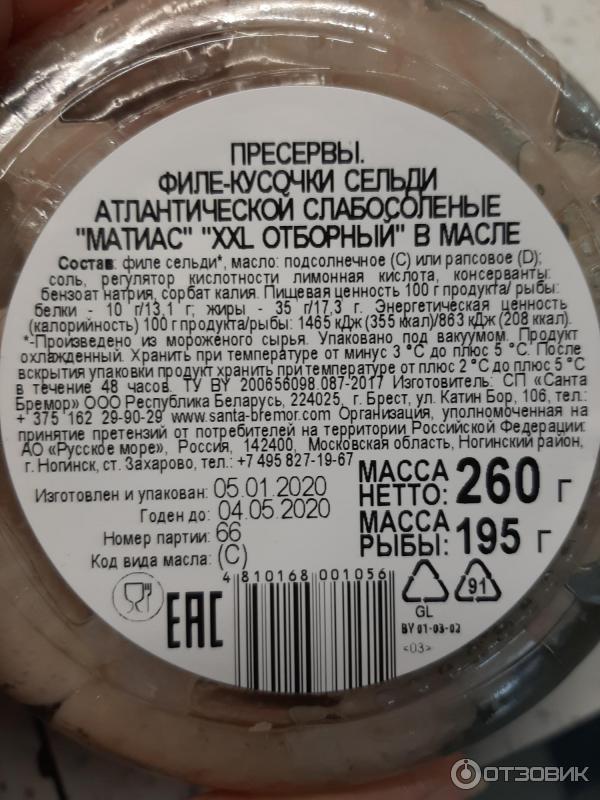 ПРЕСЕРВЫ.
ФИЛЕ-КУСОЧКИ СЕЛЬДИ
АТЛАНТИЧЕСКОЙ СЛАБОСОЛЕНЫЕ
"МАТИАС" "XXL ОТБОРНЫЙ" В МАСЛЕ
Состав: филе сельди*, масло: подсолнечное (C) или рапсовое (D);
соль, регулятор кислотности лимонная кислота, консерванты:
бензоат натрия, сорбат калия. Пищевая ценность 100 г продукта/ рыбы:
белки - 10 г/13,1 г; жиры - 35 г/17,3 г. Энергетическая ценность
(калорийность) 100 г продукта/рыбы: 1465 кДж (355 ккал)/863 кДж (208 ккал).
*-Произведено из мороженого сырья. Упаковано под вакуумом. Продукт
охлажденный. Хранить при температуре от минус 3 °С до плюс 5 °С. После
вскрытия упаковки продукт хранить при температуре от плюс 2 °С до плюс 5 °С
в течение 48 часов. ТУ BY 200656098.087-2017 Изготовитель: СП «Санта
Бремор» ООО Республика Беларусь, 224025, г. Брест, ул. Катин Бор, 106, тел.:
+ 375 162 29-90-29 www.santa-bremor.com Организация, уполномоченная на
принятие претензий от потребителей на территории Российской Федерации:
АО «Русское море», Россия, 142400, Московская область, Ногинский район,
г. Ногинск, ст. Захарово, тел.: +7 495 827-19-67
Изготовлен и упакован: 05.01.2020
Годен до: 04.05.2020
Номер партии: 66
Код вида масла: (C)
МАССА
НЕТТО: 260 г
МАССА
РЫБЫ: 195 г
4 810168 001056
EAC
GL
91
BY 01-03-02
<03>
ОТЗОВИК